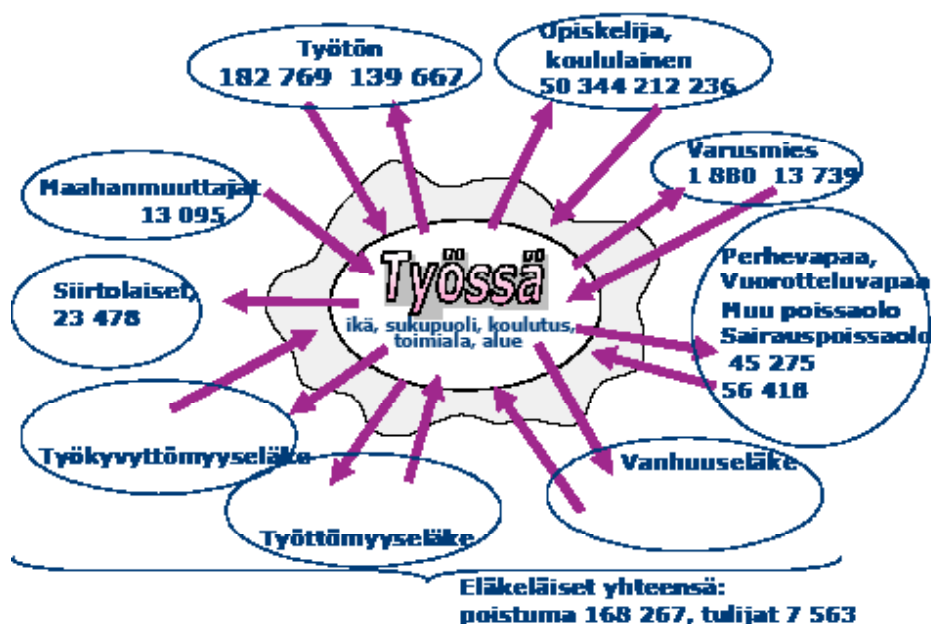 Työtön
182 769 139 667
Opiskelija,
koululainen
50 344 212 236
Varusmies
1 880 13 739
Maahanmuuttajat
13 095
Perhevapaa,
Vuorotteluvapaa
Muu poissaolo
Sairauspoissaolo
45 275
56 418
Siirtolaiset,
23 478
Työssä
ikä, sukupuoli, koulutus,
toimiala, alue
Työkyvyttömyyseläke
Vanhuuseläke
Työttömyyseläke
Eläkeläiset yhteensä:
poistuma 168 267, tulijat 7 563